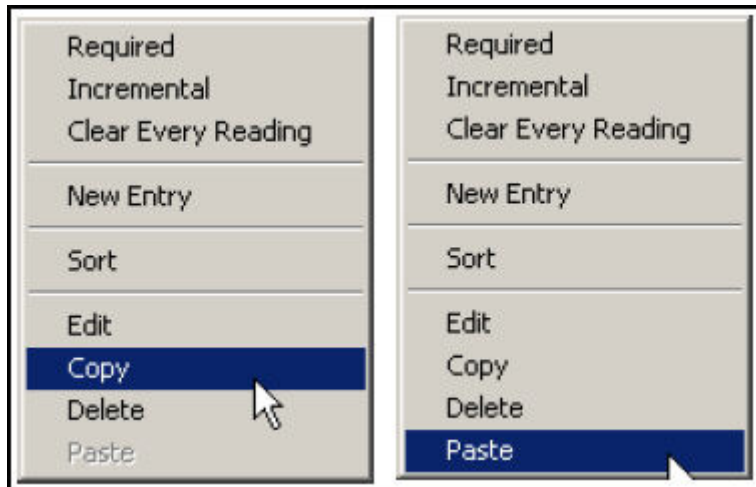 Required
Incremental
Clear Every Reading
New Entry
Sort
Edit
Copy
Delete
Paste
Required
Incremental
Clear Every Reading
New Entry
Sort
Edit
Copy
Delete
Paste